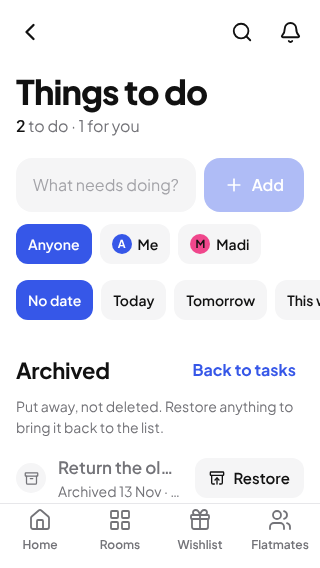 Things to do
2 to do · 1 for you
What needs doing?
Add
Anyone
A Me
M Madi
No date
Today
Tomorrow
This w
Archived
Back to tasks
Put away, not deleted. Restore anything to
bring it back to the list.
Return the ol…
Archived 13 Nov · …
Restore
Home
Rooms
Wishlist
Flatmates